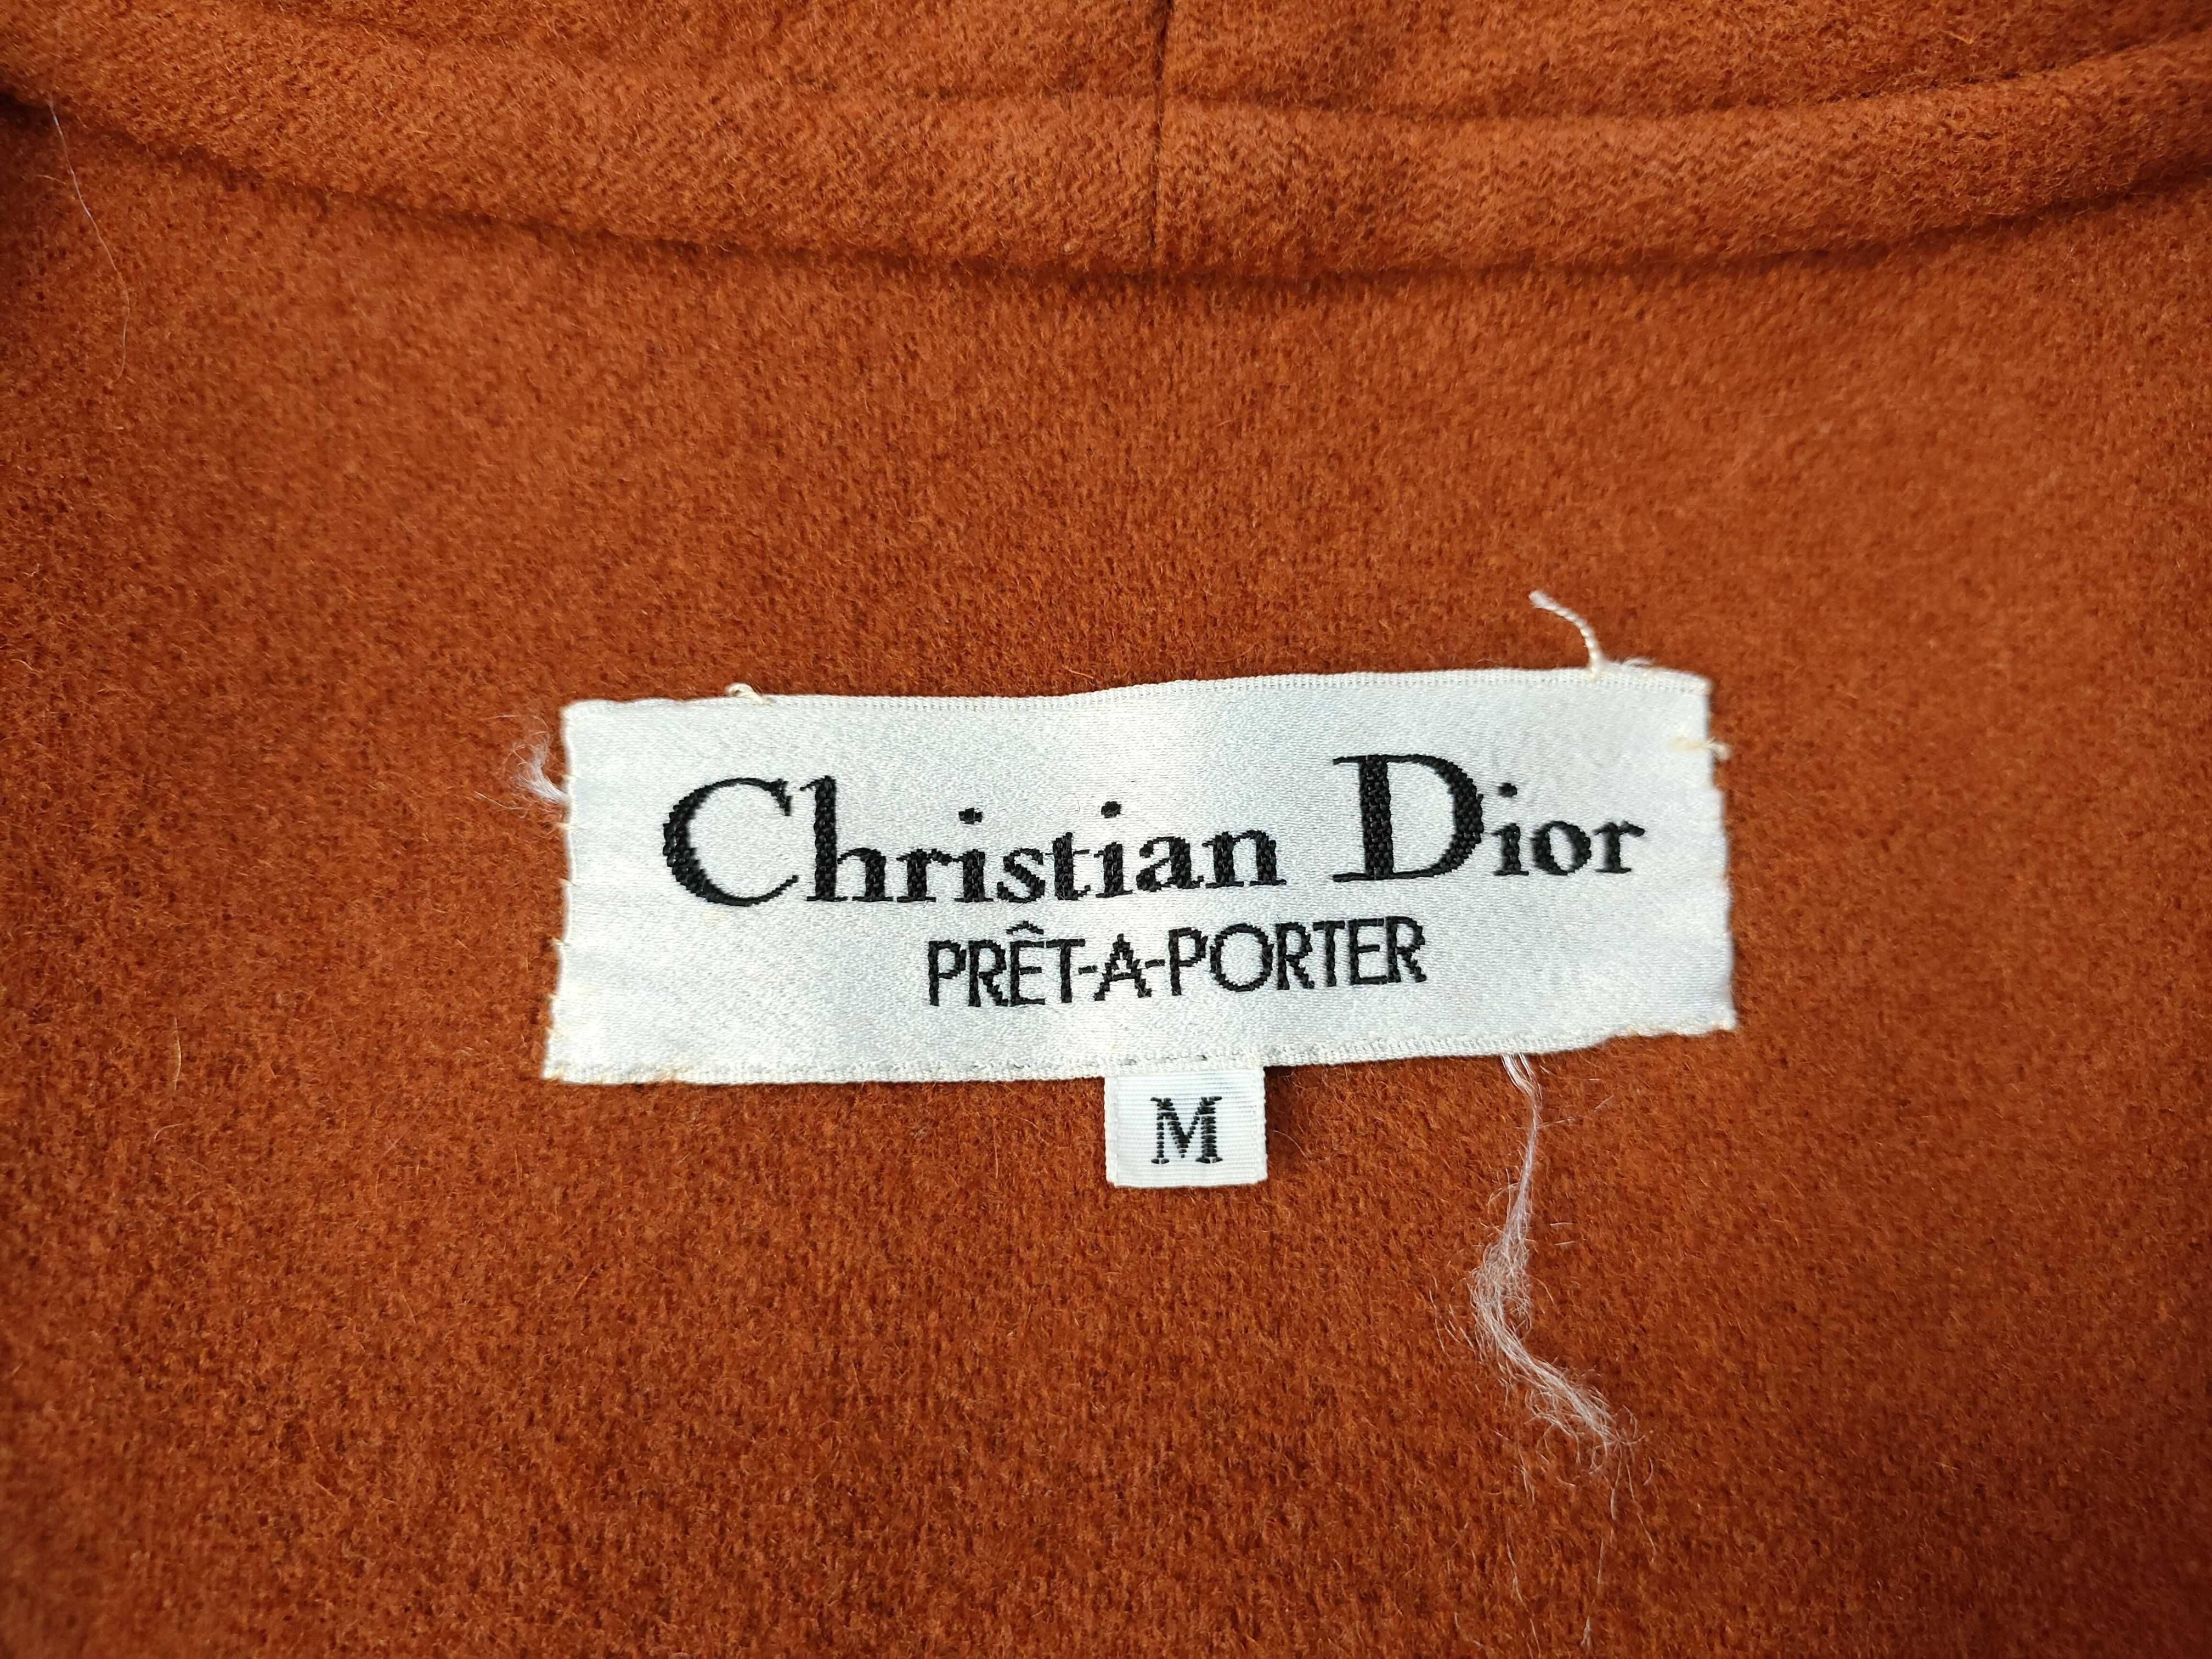 Christian Dior
PRÊT-A-PORTER
M